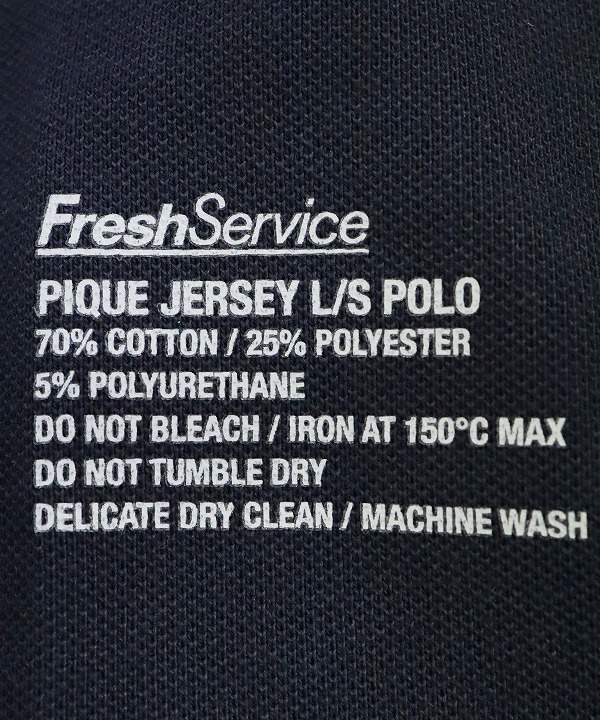 FreshService
PIQUE JERSEY L/S POLO
70% COTTON / 25% POLYESTER
5% POLYURETHANE
DO NOT BLEACH / IRON AT 150°C MAX
DO NOT TUMBLE DRY
DELICATE DRY CLEAN / MACHINE WASH